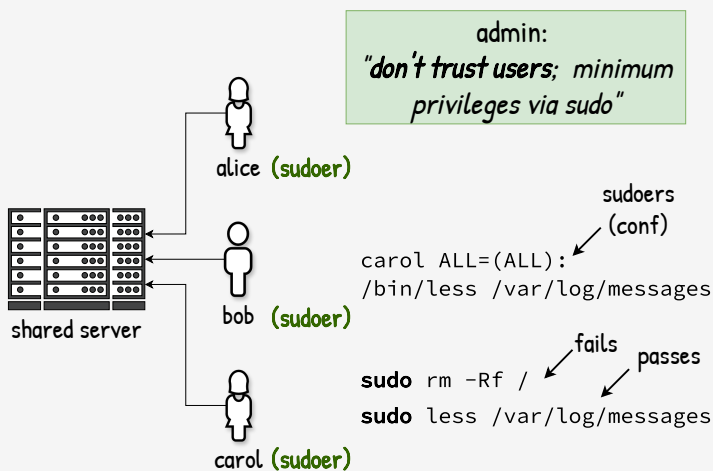 admin:
"don't trust users; minimum
privileges via sudo"
alice (sudoer)
sudoers
(conf)
carol ALL=(ALL):
/bin/less /var/log/messages
bob (sudoer)
shared server
fails
passes
sudo rm -Rf /
sudo less /var/log/messages
carol (sudoer)